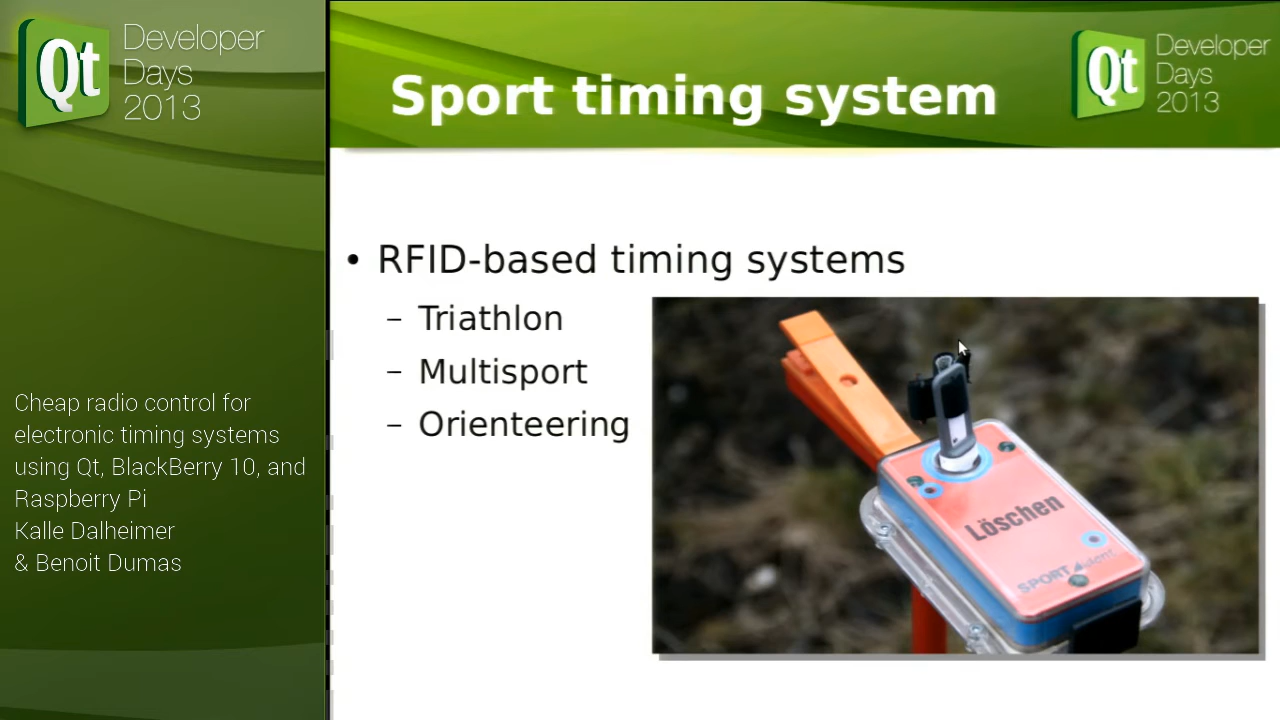 Qt Developer
Days
2013
Cheap radio control for
electronic timing systems
using Qt, BlackBerry 10, and
Raspberry Pi
Kalle Dalheimer
& Benoit Dumas
Sport timing system
Qt Developer
Days
2013
• RFID-based timing systems
– Triathlon
– Multisport
– Orienteering
Löschen
SPORTident